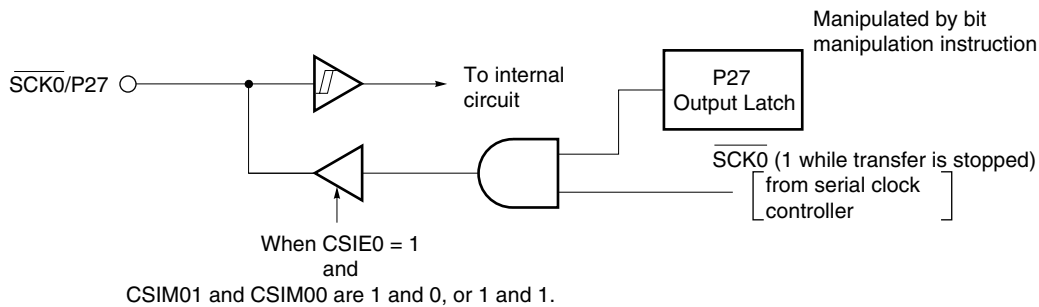 Manipulated by bit
manipulation instruction
SCK0/P27
To internal
circuit
P27
Output Latch
SCK0 (1 while transfer is stopped)
from serial clock
controller
When CSIE0 = 1
and
CSIM01 and CSIM00 are 1 and 0, or 1 and 1.